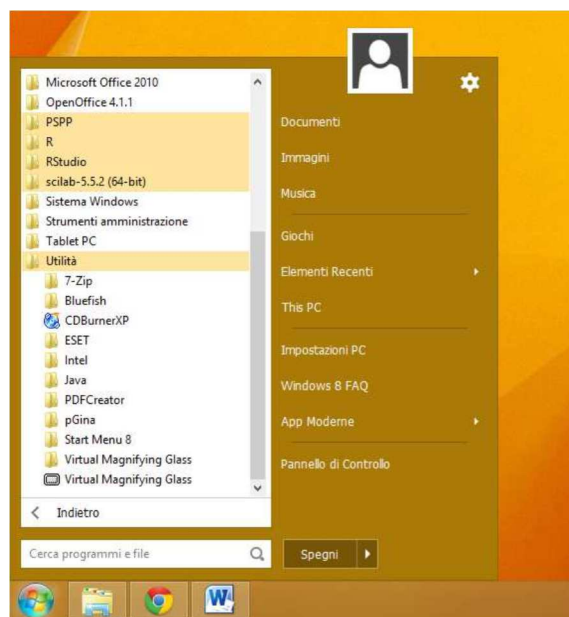 Microsoft Office 2010
OpenOffice 4.1.1
PSPP
R
RStudio
scilab-5.5.2 (64-bit)
Sistema Windows
Strumenti amministrazione
Tablet PC
Utilità
7-Zip
Bluefish
CDBurnerXP
ESET
Intel
Java
PDFCreator
pGina
Start Menu 8
Virtual Magnifying Glass
Virtual Magnifying Glass
Indietro
Cerca programmi e file
Documenti
Immagini
Musica
Giochi
Elementi Recenti
This PC
Impostazioni PC
Windows 8 FAQ
App Moderne
Pannello di Controllo
Spegni
W